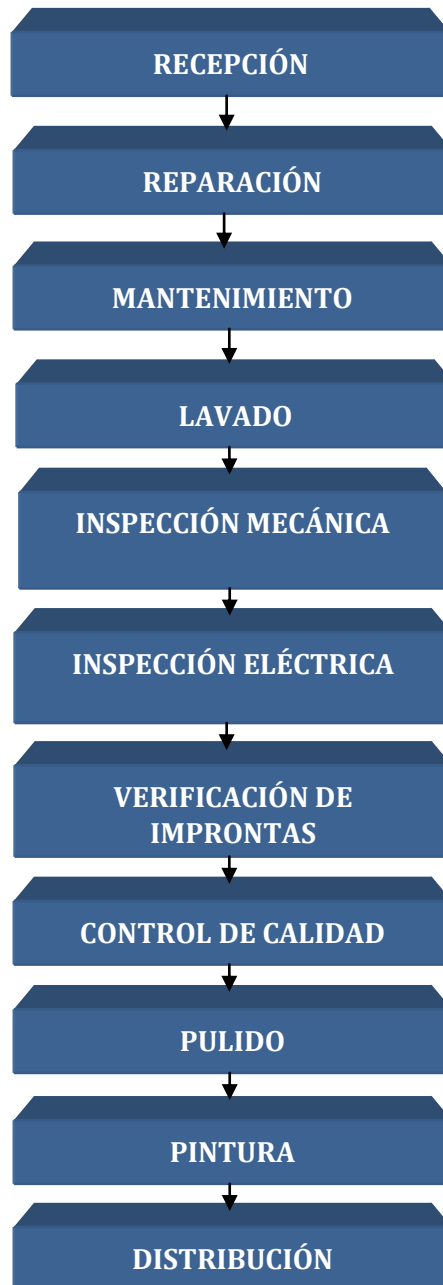 RECEPCIÓN
REPARACIÓN
MANTENIMIENTO
LAVADO
INSPECCIÓN MECÁNICA
INSPECCIÓN ELÉCTRICA
VERIFICACIÓN DE
IMPRONTAS
CONTROL DE CALIDAD
PULIDO
PINTURA
DISTRIBUCIÓN